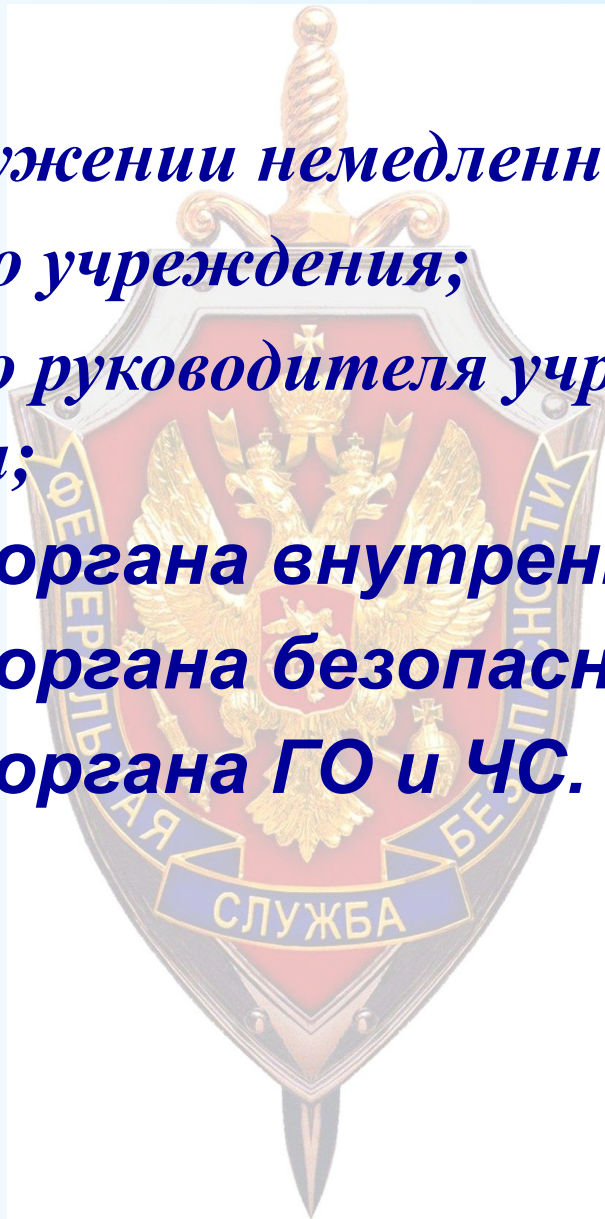 ужении немедленн
о учреждения;
о руководителя учр
и;
органа внутрен
органа безопасн
органа ГО и ЧС.
ФЕДЕРАЛЬНАЯ
СЛУЖБА
БЕЗОПАСНОСТИ